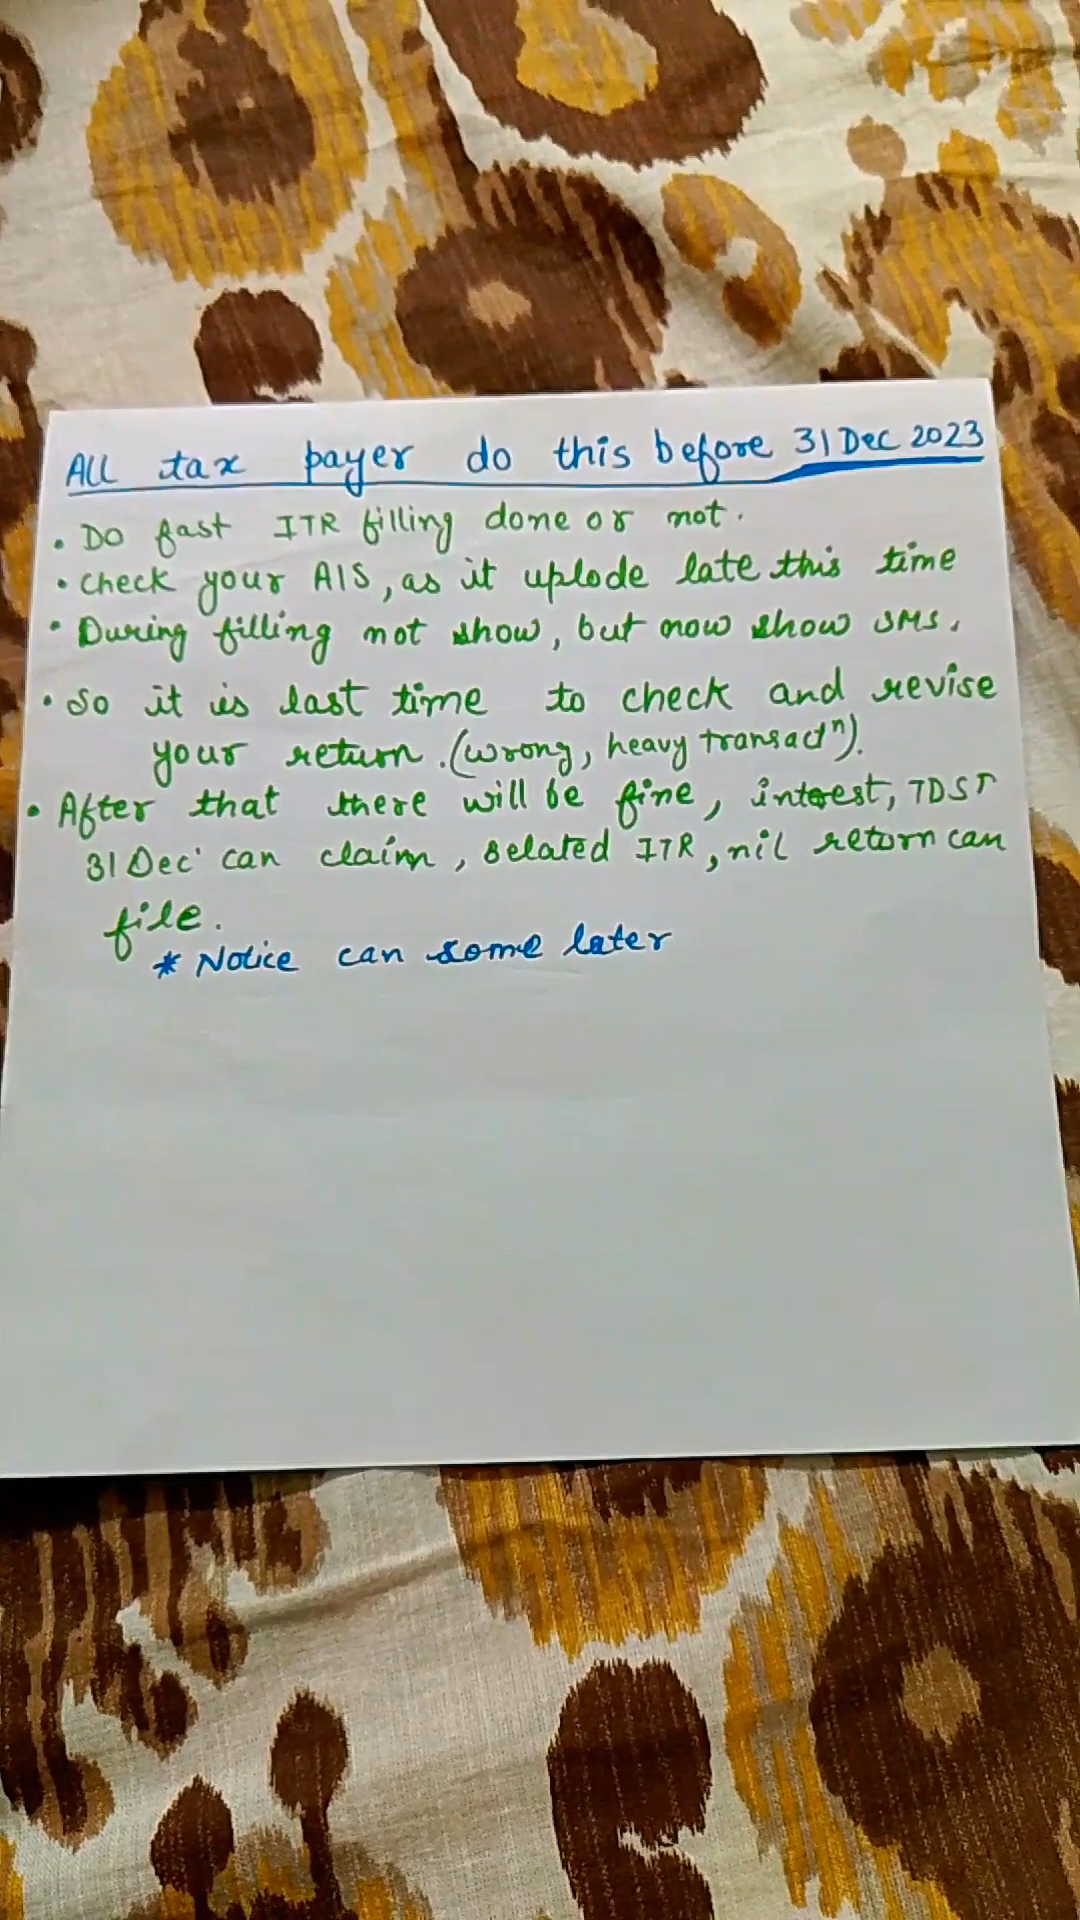 All tax payer do this before 31 Dec 2023
• Do fast ITR filling done or not.
• Check your AIS, as it uplode late this time
• During filling not show, but now show SMS.
• So it is last time to check and revise
your return. (wrong, heavy transactⁿ).
• After that there will be fine, interest, TDST
31 Dec' can claim, belated ITR, nil return can
file.
* Notice can some later